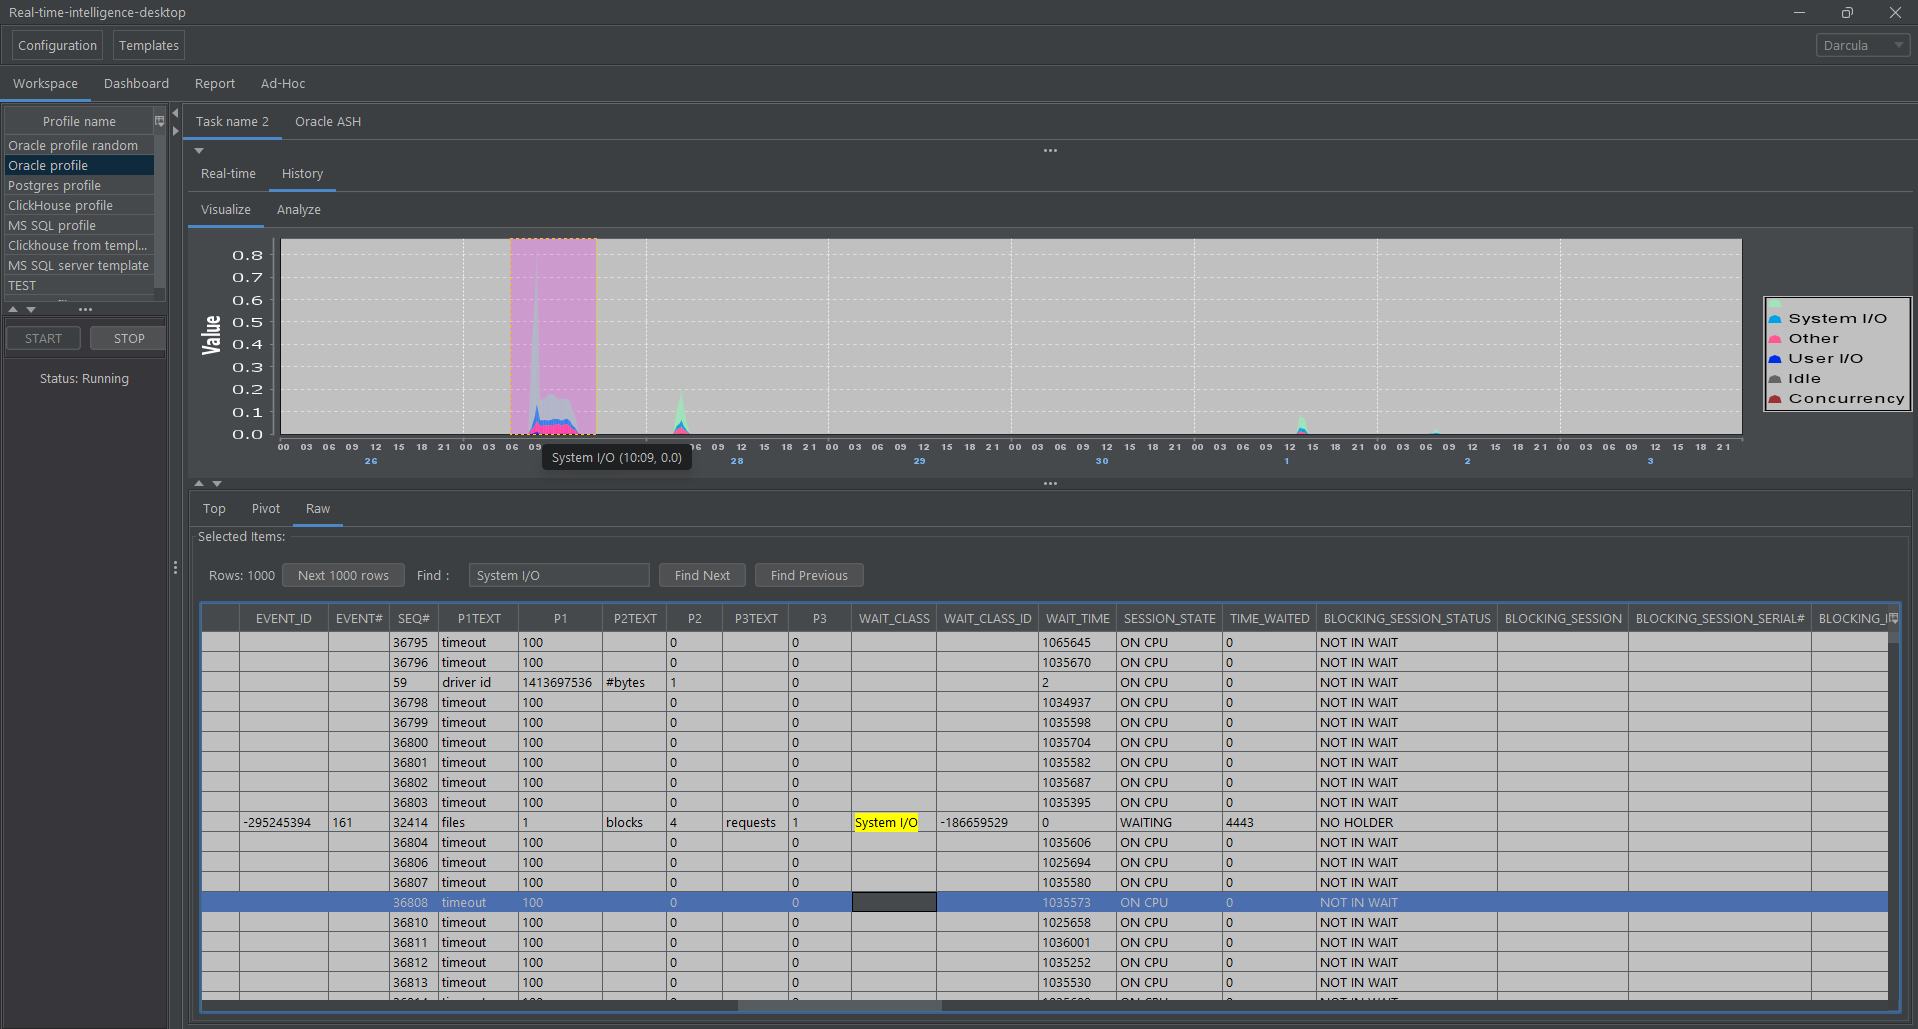 Real-time-intelligence-desktop
Configuration Templates Darcula
Workspace Dashboard Report Ad-Hoc
Profile name
Oracle profile random
Oracle profile
Postgres profile
ClickHouse profile
MS SQL profile
Clickhouse from templ...
MS SQL server template
TEST
START STOP
Status: Running
Task name 2 Oracle ASH
Real-time History
Visualize Analyze
Value
0.8
0.7
0.6
0.5
0.4
0.3
0.2
0.1
0.0
00 03 06 09 12 15 18 21 00 03 06 09 06 09 12 15 18 21 00 03 06 09 12 15 18 21 00 03 06 09 12 15 18 21 00 03 06 09 12 15 18 21 00 03 06 09 12 15 18 21 00 03 06 09 12 15 18 21
26 28 29 30 1 2 3
System I/O (10:09, 0.0)
System I/O
Other
User I/O
Idle
Concurrency
Top Pivot Raw
Selected Items:
Rows: 1000 Next 1000 rows Find : System I/O Find Next Find Previous
EVENT_ID EVENT# SEQ# P1TEXT P1 P2TEXT P2 P3TEXT P3 WAIT_CLASS WAIT_CLASS_ID WAIT_TIME SESSION_STATE TIME_WAITED BLOCKING_SESSION_STATUS BLOCKING_SESSION BLOCKING_SESSION_SERIAL# BLOCKING_I
36795 timeout 100 0 0 1065645 ON CPU 0 NOT IN WAIT
36796 timeout 100 0 0 1035670 ON CPU 0 NOT IN WAIT
59 driver id 1413697536 #bytes 1 0 2 ON CPU 0 NOT IN WAIT
36798 timeout 100 0 0 1034937 ON CPU 0 NOT IN WAIT
36799 timeout 100 0 0 1035598 ON CPU 0 NOT IN WAIT
36800 timeout 100 0 0 1035704 ON CPU 0 NOT IN WAIT
36801 timeout 100 0 0 1035582 ON CPU 0 NOT IN WAIT
36802 timeout 100 0 0 1035687 ON CPU 0 NOT IN WAIT
36803 timeout 100 0 0 1035395 ON CPU 0 NOT IN WAIT
-295245394 161 32414 files 1 blocks 4 requests 1 System I/O -186659529 0 WAITING 4443 NO HOLDER
36804 timeout 100 0 0 1035606 ON CPU 0 NOT IN WAIT
36806 timeout 100 0 0 1025694 ON CPU 0 NOT IN WAIT
36807 timeout 100 0 0 1035580 ON CPU 0 NOT IN WAIT
36808 timeout 100 0 0 1035573 ON CPU 0 NOT IN WAIT
36810 timeout 100 0 0 1025658 ON CPU 0 NOT IN WAIT
36811 timeout 100 0 0 1036001 ON CPU 0 NOT IN WAIT
36812 timeout 100 0 0 1035252 ON CPU 0 NOT IN WAIT
36813 timeout 100 0 0 1035530 ON CPU 0 NOT IN WAIT